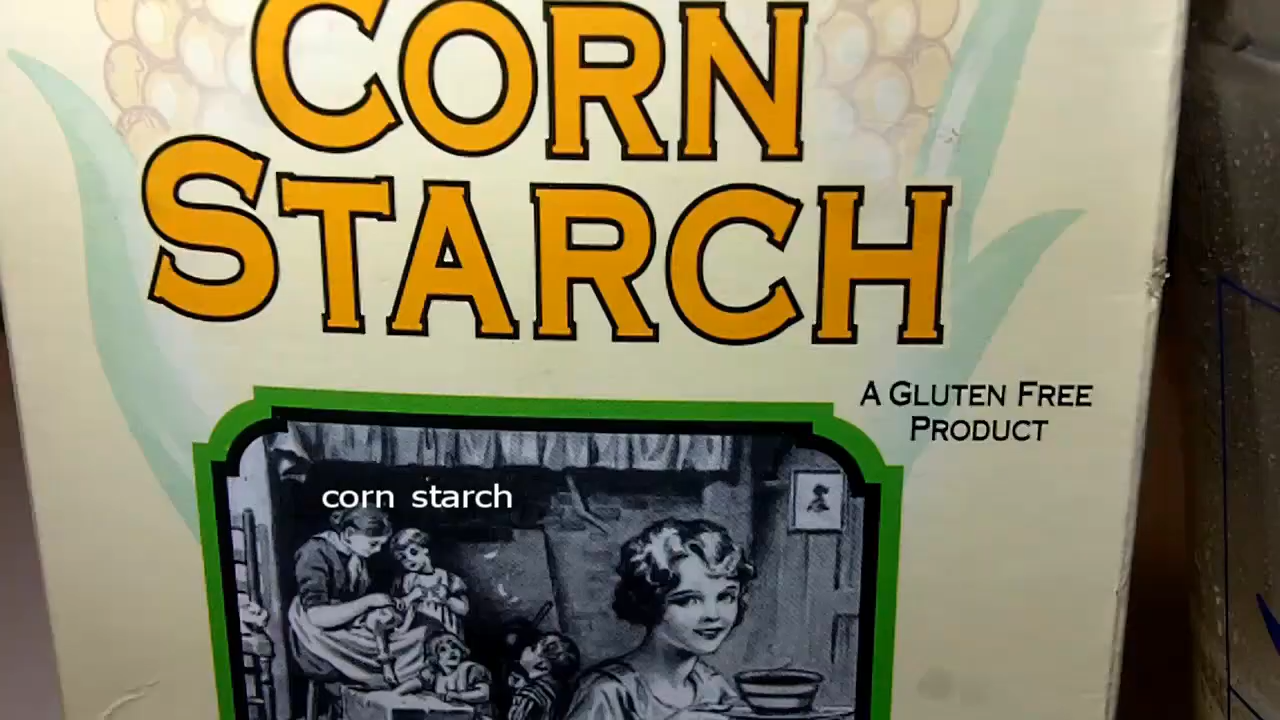 CORN
STARCH
A GLUTEN FREE
PRODUCT
corn starch